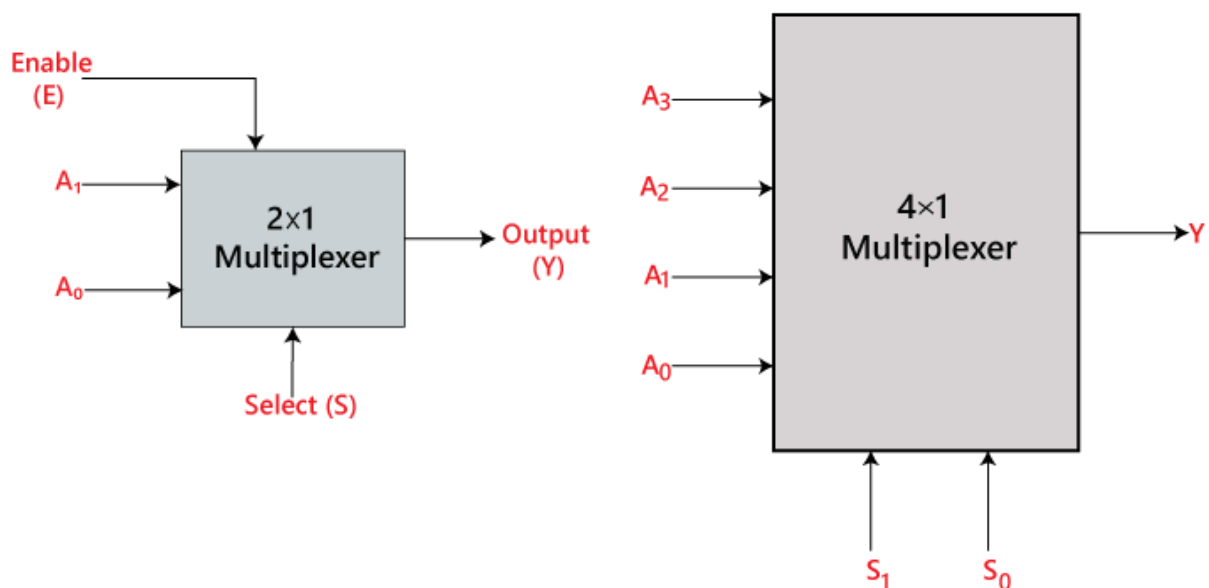 Enable
(E)
A₁
A₀
2×1
Multiplexer
Output
(Y)
Select (S)
A₃
A₂
A₁
A₀
4×1
Multiplexer
Y
S₁
S₀